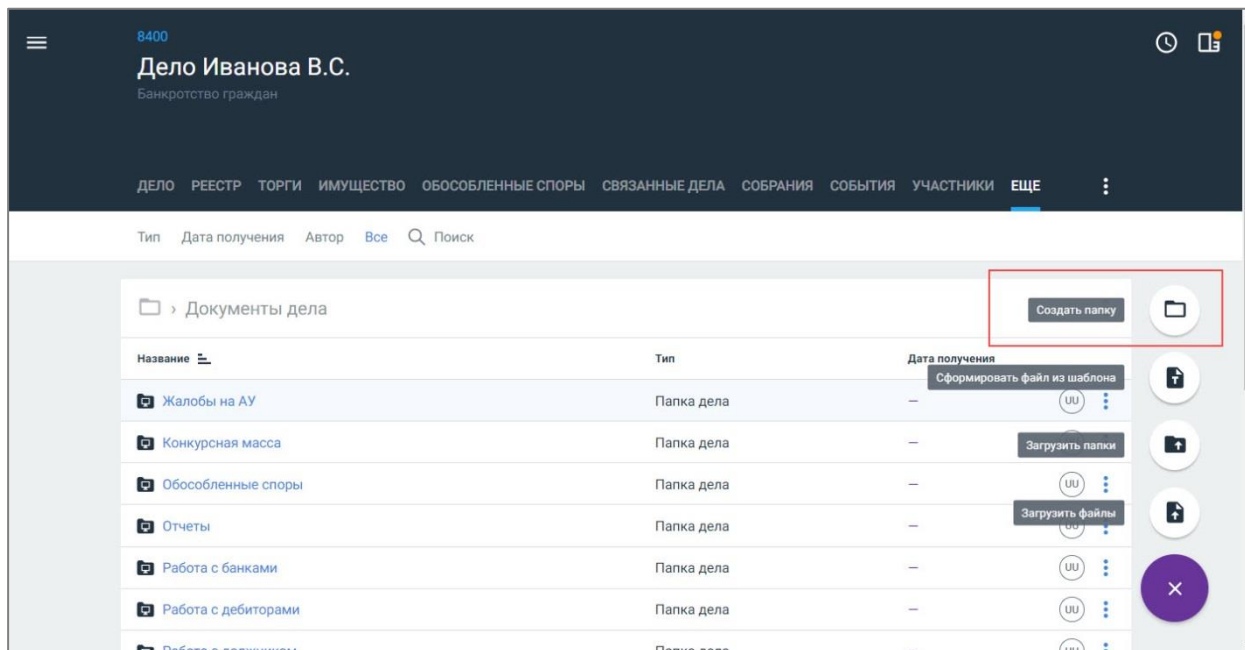 8400
Дело Иванова В.С.
Банкротство граждан
ДЕЛО РЕЕСТР ТОРГИ ИМУЩЕСТВО ОБОСОБЛЕННЫЕ СПОРЫ СВЯЗАННЫЕ ДЕЛА СОБРАНИЯ СОБЫТИЯ УЧАСТНИКИ ЕЩЕ
Тип Дата получения Автор Все Поиск
› Документы дела
Создать папку
Название Тип Дата получения
Сформировать файл из шаблона
Жалобы на АУ Папка дела — UU
Конкурсная масса Папка дела —
Загрузить папки
Обособленные споры Папка дела — UU
Загрузить файлы
Отчеты Папка дела — UU
Работа с банками Папка дела — UU
Работа с дебиторами Папка дела — UU